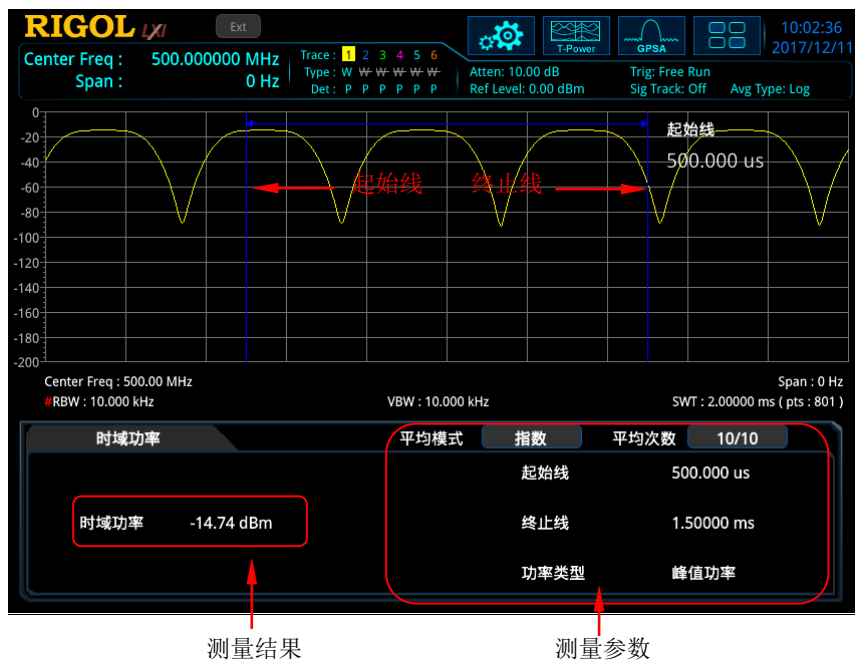 RIGOL LXI Ext
T-Power GPSA
10:02:36
2017/12/11
Center Freq : 500.000000 MHz
Span : 0 Hz
Trace : 1 2 3 4 5 6
Type : W W W W W W
Det : P P P P P P
Atten: 10.00 dB
Ref Level: 0.00 dBm
Trig: Free Run
Sig Track: Off Avg Type: Log
0
-20
-40
-60
-80
-100
-120
-140
-160
-180
-200
起始线
500.000 us
起始线 终止线
Center Freq : 500.00 MHz Span : 0 Hz
#RBW : 10.000 kHz VBW : 10.000 kHz SWT : 2.00000 ms ( pts : 801 )
时域功率 平均模式 指数 平均次数 10/10
起始线 500.000 us
时域功率 -14.74 dBm
终止线 1.50000 ms
功率类型 峰值功率
测量结果 测量参数